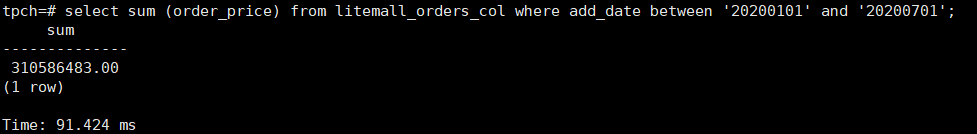 tpch=# select sum (order_price) from litemall_orders_col where add_date between '20200101' and '20200701';
sum
--------------
310586483.00
(1 row)
Time: 91.424 ms